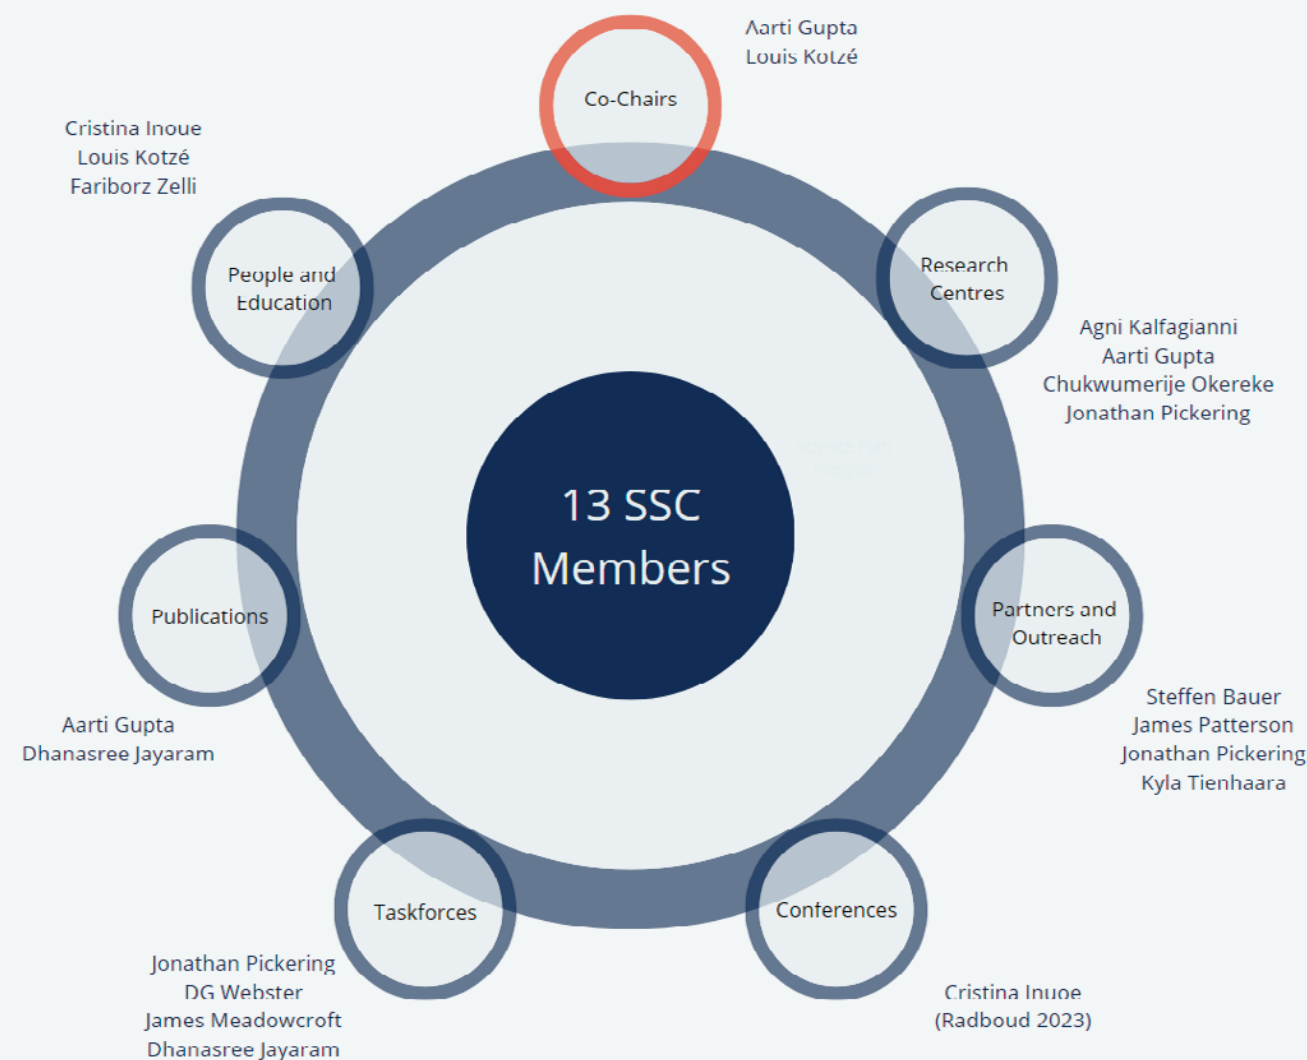 Aarti Gupta
Louis Kotzé
Co-Chairs
Cristina Inoue
Louis Kotzé
Fariborz Zelli
People and
Education
Research
Centres
Agni Kalfagianni
Aarti Gupta
Chukwumerije Okereke
Jonathan Pickering
13 SSC
Members
Publications
Aarti Gupta
Dhanasree Jayaram
Partners and
Outreach
Steffen Bauer
James Patterson
Jonathan Pickering
Kyla Tienhaara
Taskforces
Jonathan Pickering
DG Webster
James Meadowcroft
Dhanasree Jayaram
Conferences
Cristina Inuoe
(Radboud 2023)